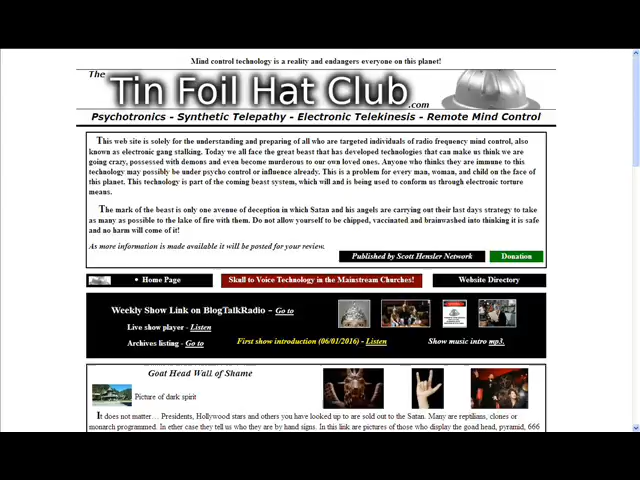 Mind control technology is a reality and endangers everyone on this planet!
The
Tin Foil Hat Club
.com
Psychotronics - Synthetic Telepathy - Electronic Telekinesis - Remote Mind Control
This web site is solely for the understanding and preparing of all who are targeted individuals of radio frequency mind control, also
known as electronic gang stalking. Today we all face the great beast that has developed technologies that can make us think we are
going crazy, possessed with demons and even become murderous to our own loved ones. Anyone who thinks they are immune to this
technology may possibly be under psycho control or influence already. This is a problem for every man, woman, and child on the face of
this planet. This technology is part of the coming beast system, which will and is being used to conform us through electronic torture
means.
The mark of the beast is only one avenue of deception in which Satan and his angels are carrying out their last days strategy to take
as many as possible to the lake of fire with them. Do not allow yourself to be chipped, vaccinated and brainwashed into thinking it is safe
and no harm will come of it!
As more information is made available it will be posted for your review.
Published by Scott Hensler Network
Donation
• Home Page
Skull to Voice Technology in the Mainstream Churches!
Website Directory
Weekly Show Link on BlogTalkRadio - Go to
Live show player - Listen
Archives listing - Go to
First show introduction (06/01/2016) - Listen
Show music intro mp3.
Goat Head Wall of Shame
Picture of dark spirit
It does not matter… Presidents, Hollywood stars and others you have looked up to are sold out to the Satan. Many are reptilians, clones or
monarch programmed. In ether case they tell us who they are by hand signs. In this link are pictures of those who display the goad head, pyramid, 666